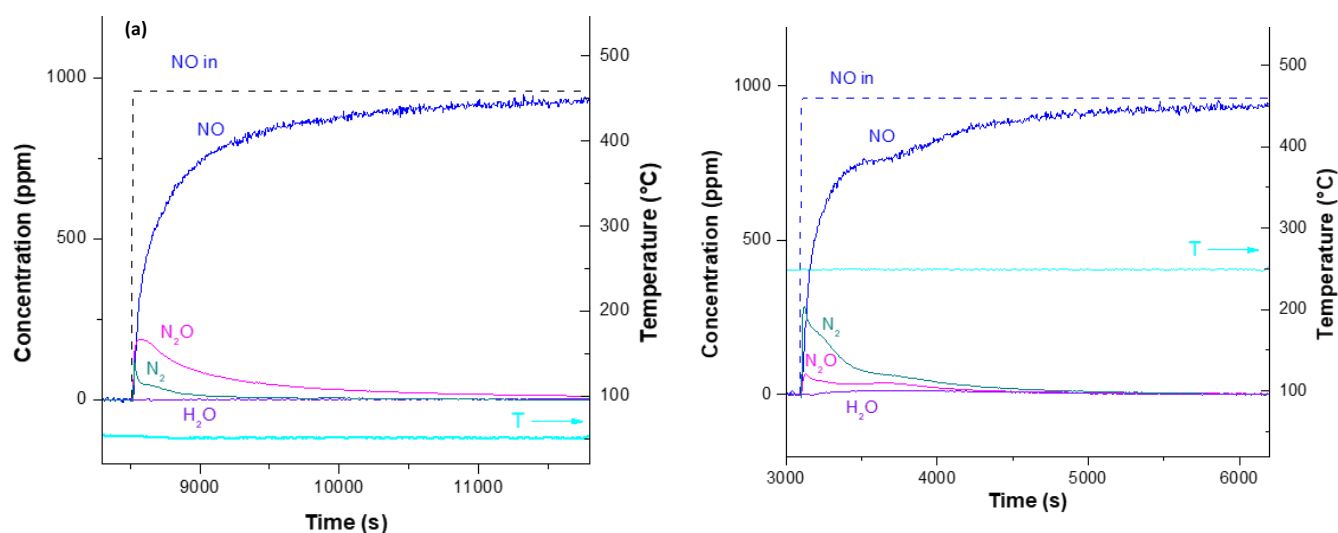 (a)
NO in
NO
N₂O
N₂
H₂O
T
1000
500
0
500
400
300
200
100
9000
10000
11000
Concentration (ppm)
Temperature (°C)
Time (s)
NO in
NO
N₂
N₂O
H₂O
T
1000
500
0
500
400
300
200
100
3000
4000
5000
6000
Concentration (ppm)
Temperature (°C)
Time (s)